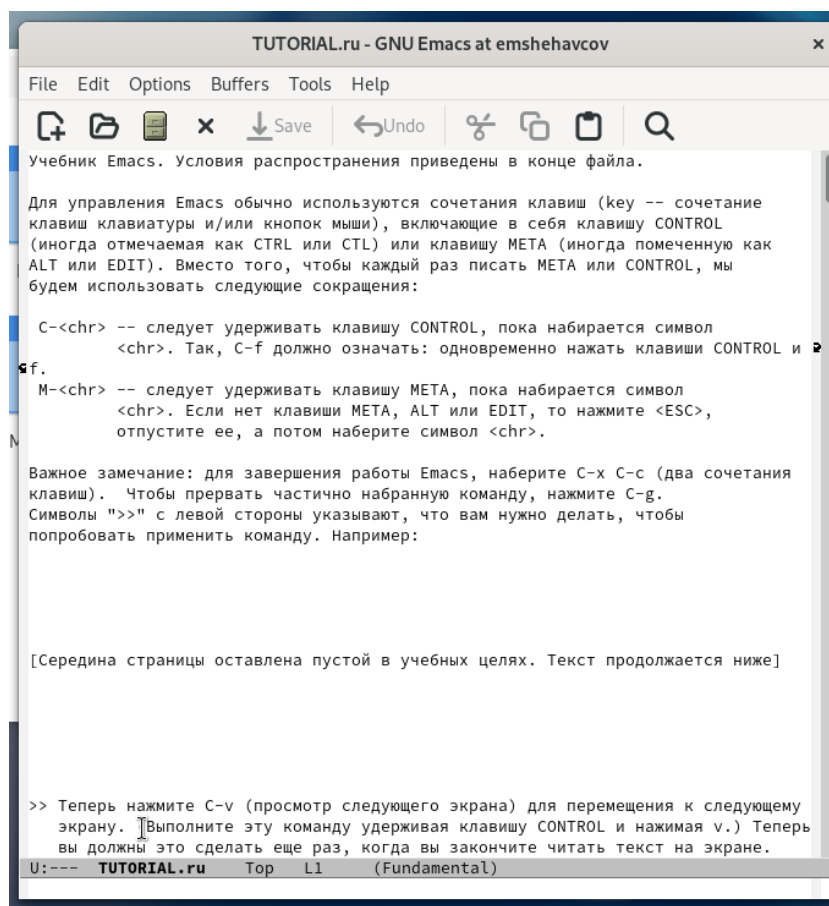 TUTORIAL.ru - GNU Emacs at emshehavcov
File Edit Options Buffers Tools Help
Save Undo
Учебник Emacs. Условия распространения приведены в конце файла.
Для управления Emacs обычно используются сочетания клавиш (key -- сочетание
клавиш клавиатуры и/или кнопок мыши), включающие в себя клавишу CONTROL
(иногда отмечаемая как CTRL или CTL) или клавишу META (иногда помеченную как
ALT или EDIT). Вместо того, чтобы каждый раз писать META или CONTROL, мы
будем использовать следующие сокращения:
C-<chr> -- следует удерживать клавишу CONTROL, пока набирается символ
<chr>. Так, C-f должно означать: одновременно нажать клавиши CONTROL и
f.
M-<chr> -- следует удерживать клавишу META, пока набирается символ
<chr>. Если нет клавиши META, ALT или EDIT, то нажмите <ESC>,
отпустите ее, а потом наберите символ <chr>.
Важное замечание: для завершения работы Emacs, наберите C-x C-c (два сочетания
клавиш).  Чтобы прервать частично набранную команду, нажмите C-g.
Символы ">>" с левой стороны указывают, что вам нужно делать, чтобы
попробовать применить команду. Например:
[Середина страницы оставлена пустой в учебных целях. Текст продолжается ниже]
>> Теперь нажмите C-v (просмотр следующего экрана) для перемещения к следующему
экрану. (Выполните эту команду удерживая клавишу CONTROL и нажимая v.) Теперь
вы должны это сделать еще раз, когда вы закончите читать текст на экране.
U:--- TUTORIAL.ru Top L1 (Fundamental)